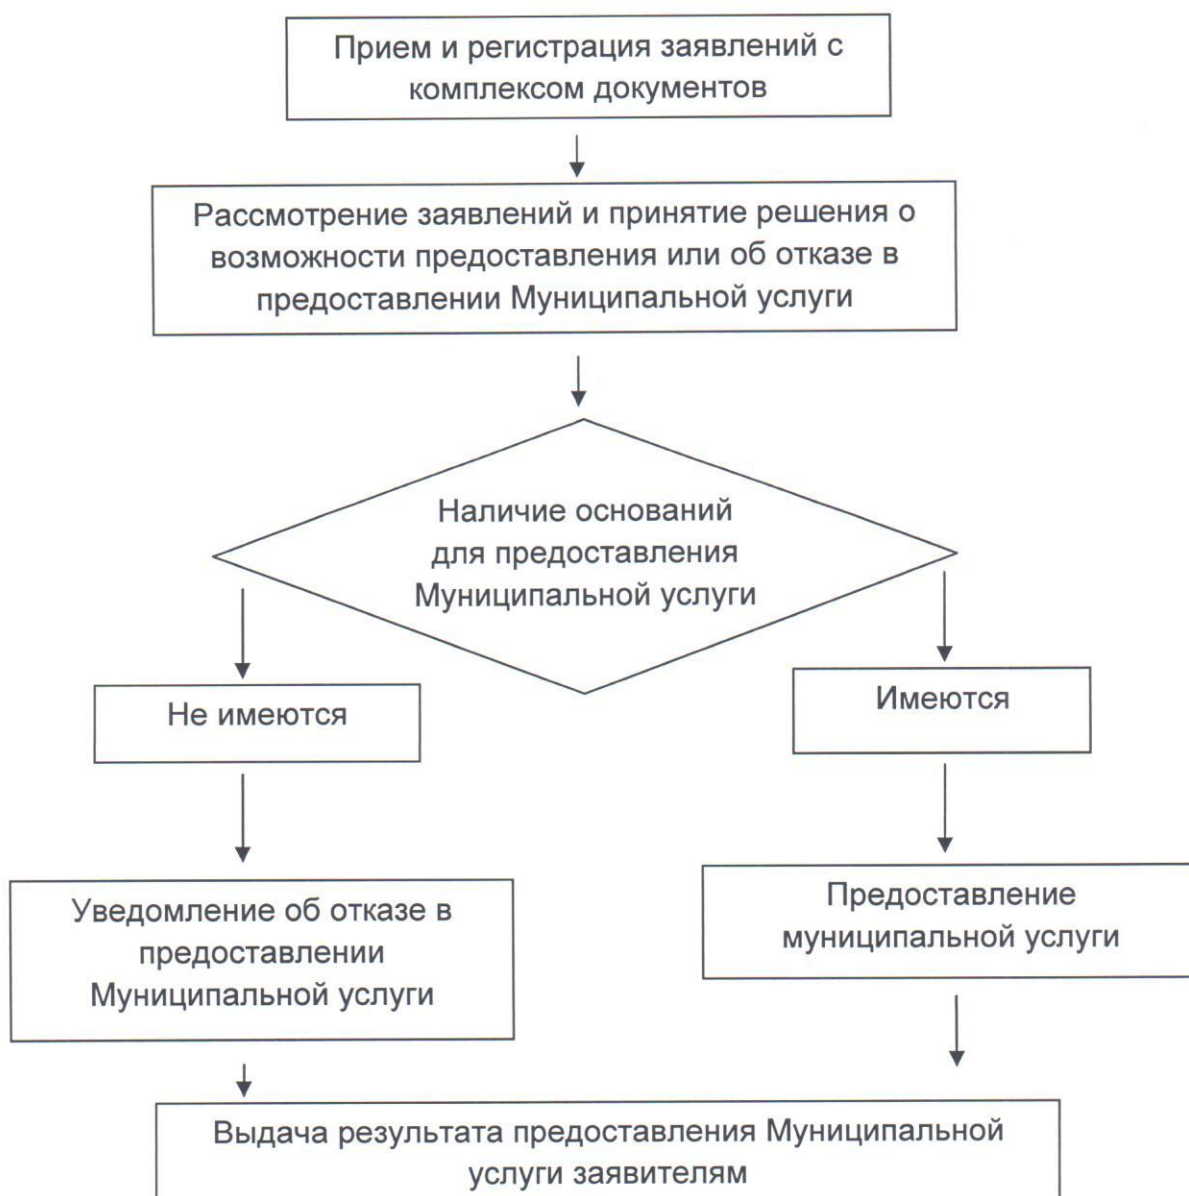 Прием и регистрация заявлений с
комплексом документов
Рассмотрение заявлений и принятие решения о
возможности предоставления или об отказе в
предоставлении Муниципальной услуги
Наличие оснований
для предоставления
Муниципальной услуги
Не имеются
Имеются
Уведомление об отказе в
предоставлении
Муниципальной услуги
Предоставление
муниципальной услуги
Выдача результата предоставления Муниципальной
услуги заявителям